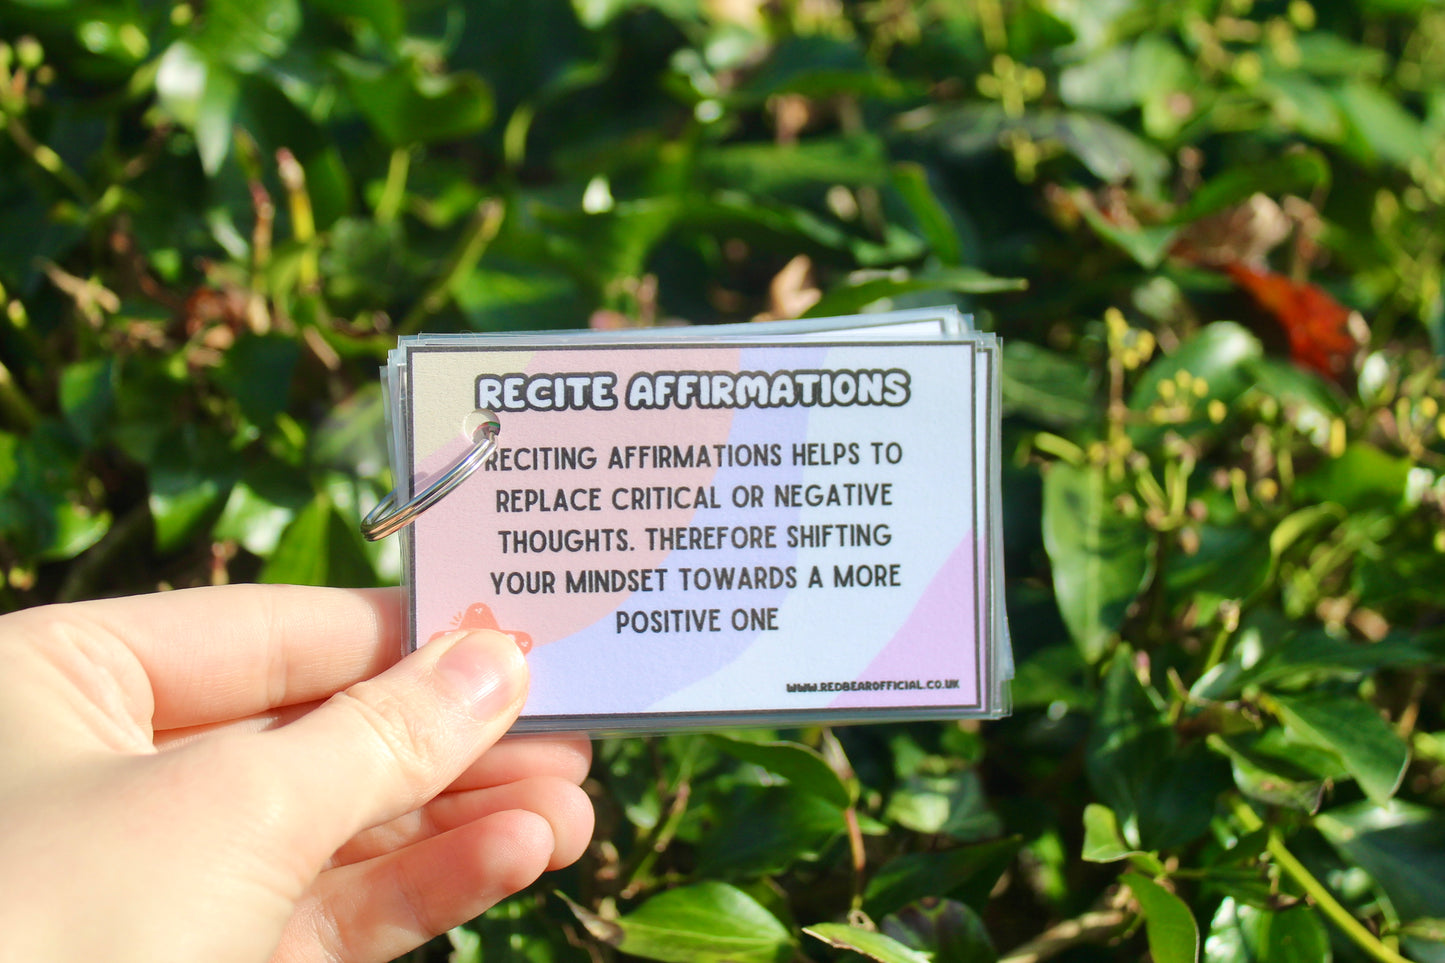 RECITE AFFIRMATIONS
RECITING AFFIRMATIONS HELPS TO
REPLACE CRITICAL OR NEGATIVE
THOUGHTS. THEREFORE SHIFTING
YOUR MINDSET TOWARDS A MORE
POSITIVE ONE
WWW.REDBEAROFFICIAL.CO.UK